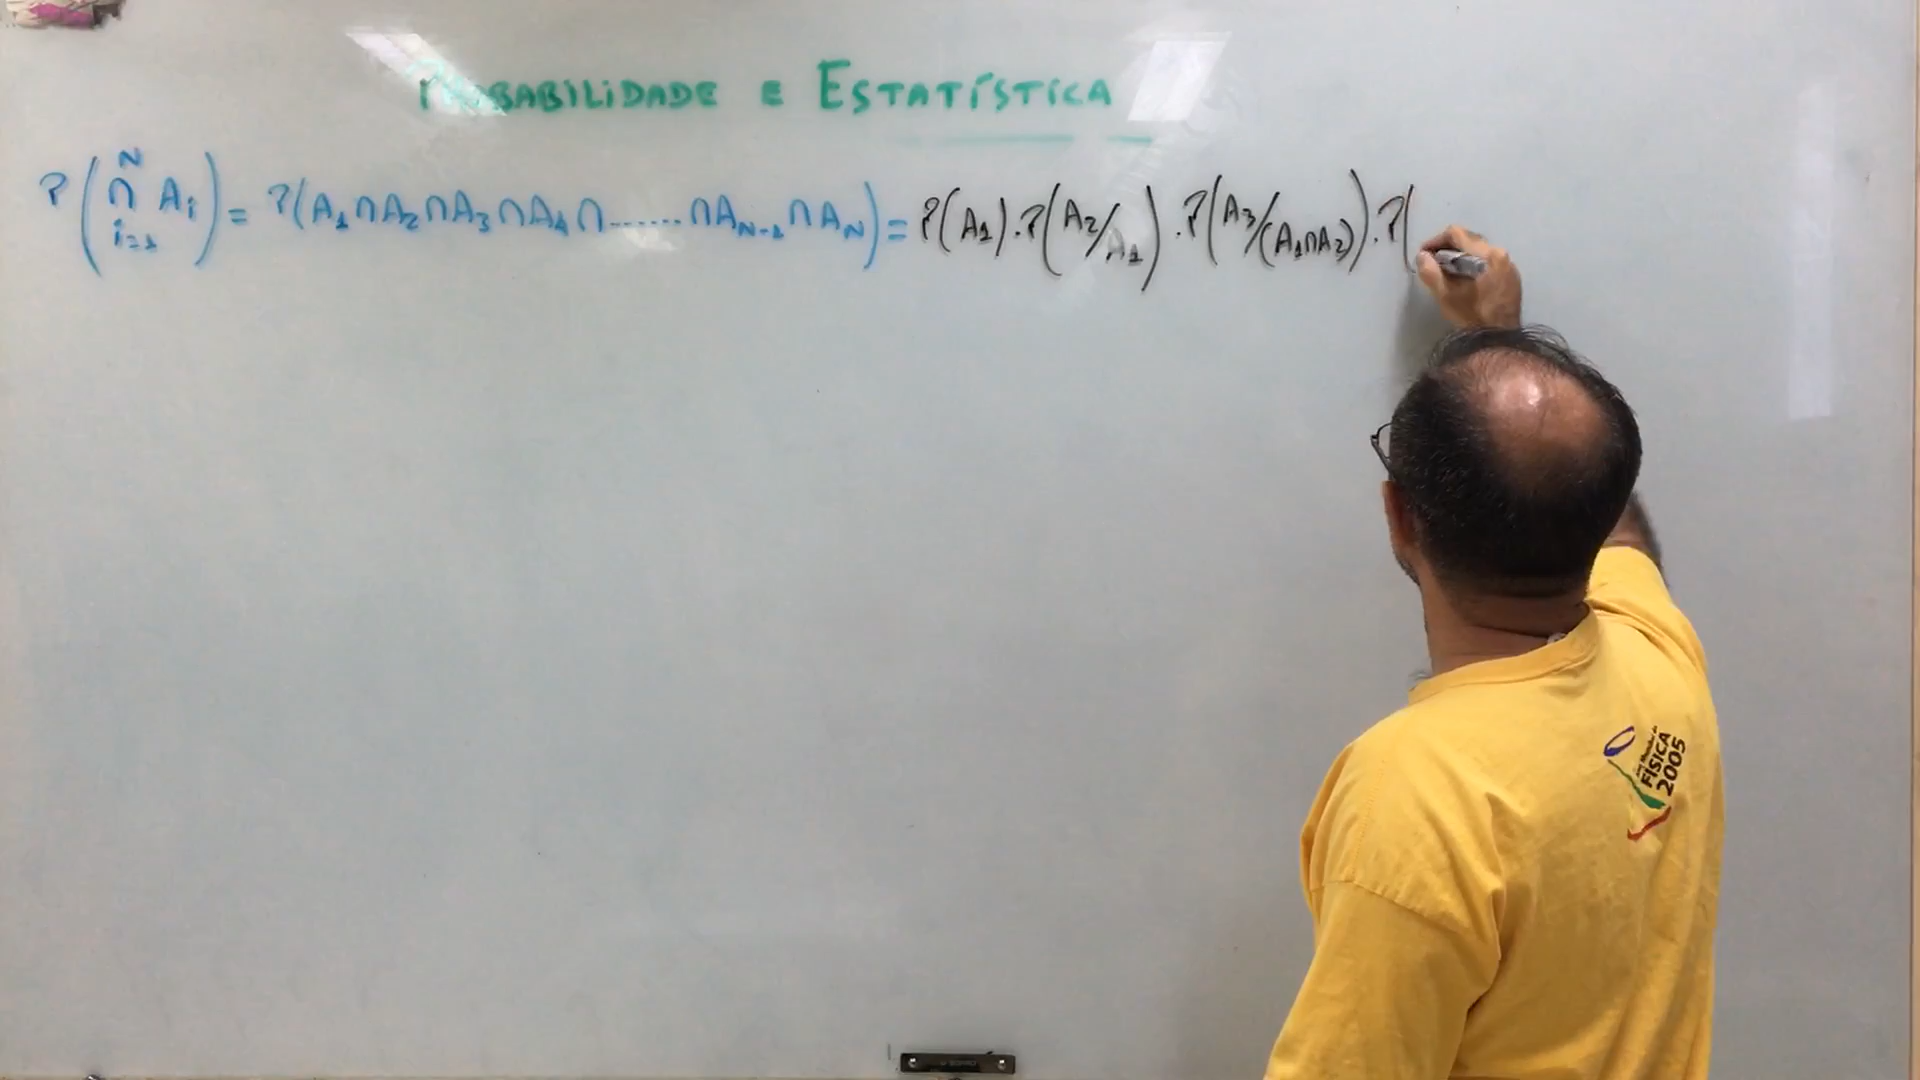 PROBABILIDADE E ESTATÍSTICA
P(∩ᴺᵢ₌₁ Aᵢ) = P(A₁∩A₂∩A₃∩A₄∩.......∩A_{N-1}∩A_N) = P(A₁).P(A₂/A₁).P(A₃/(A₁∩A₂)).P(
FÍSICA
2005